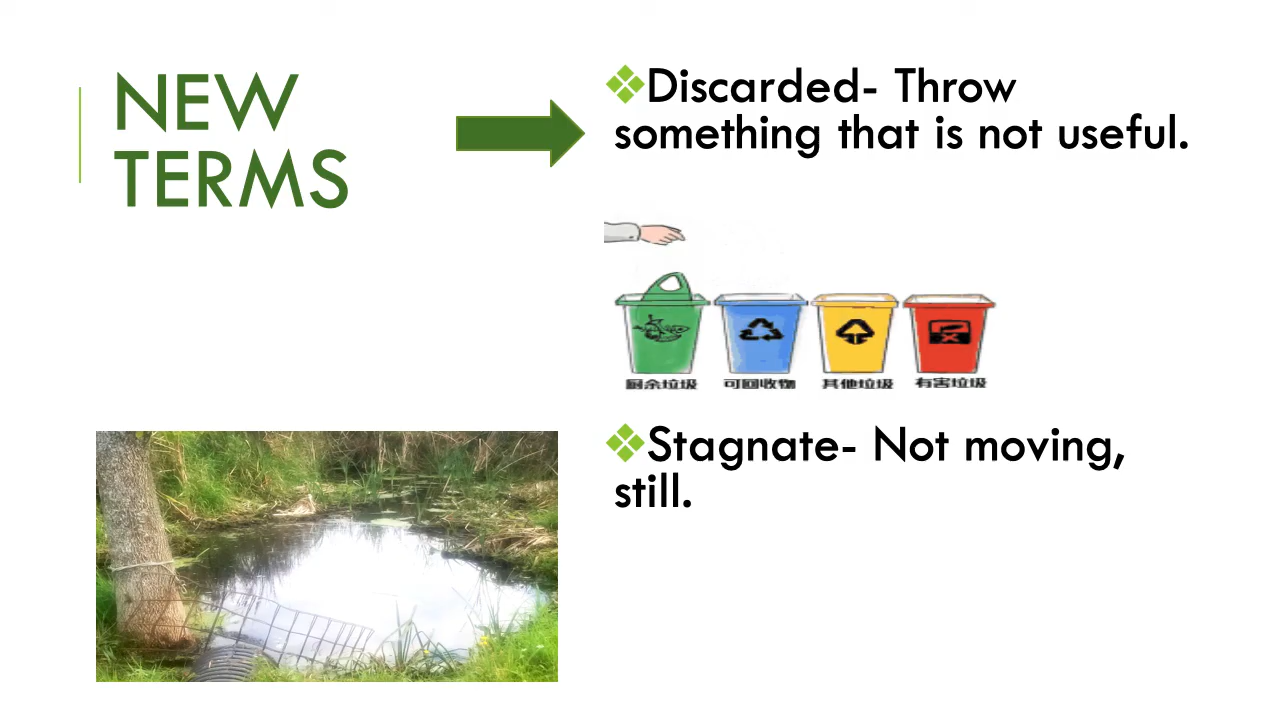 NEW
TERMS
Discarded- Throw
something that is not useful.
厨余垃圾 可回收物 其他垃圾 有害垃圾
Stagnate- Not moving,
still.